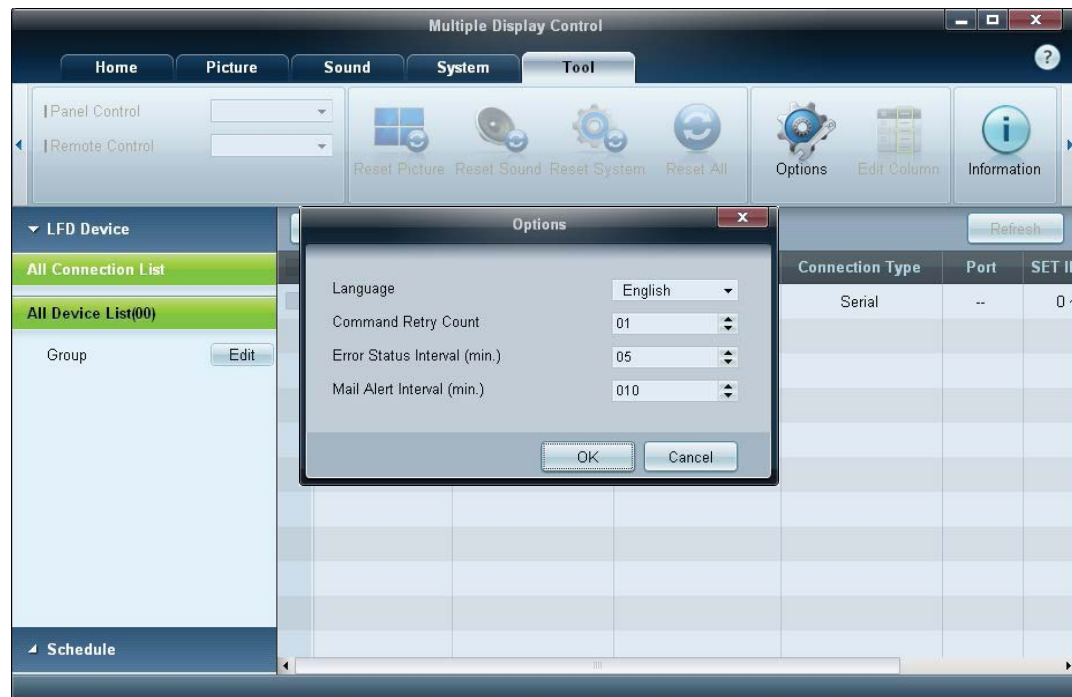 Multiple Display Control
Home Picture Sound System Tool
Panel Control
Remote Control
Reset Picture Reset Sound Reset System Reset All
Options Edit Column
Information
LFD Device
Refresh
All Connection List
Connection Type Port SET I
Serial -- 0 ~
All Device List(00)
Group Edit
Options
Language English
Command Retry Count 01
Error Status Interval (min.) 05
Mail Alert Interval (min.) 010
OK Cancel
Schedule